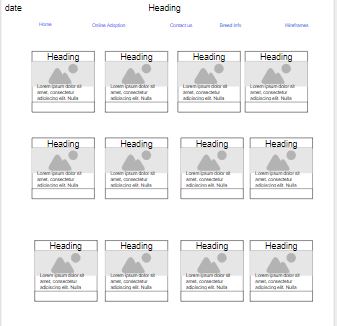 date Heading
Home Online Adoption Contact us Breed info Wireframes
Heading Heading Heading Heading
Lorem ipsum dolor sit Lorem ipsum dolor sit Lorem ipsum dolor sit Lorem ipsum dolor sit
amet, consectetur amet, consectetur amet, consectetur amet, consectetur
adipiscing elit. Nulla adipiscing elit. Nulla adipiscing elit. Nulla adipiscing elit. Nulla
Heading Heading Heading Heading
Lorem ipsum dolor sit Lorem ipsum dolor sit Lorem ipsum dolor sit Lorem ipsum dolor sit
amet, consectetur amet, consectetur amet, consectetur amet, consectetur
adipiscing elit. Nulla adipiscing elit. Nulla adipiscing elit. Nulla adipiscing elit. Nulla
Heading Heading Heading Heading
Lorem ipsum dolor sit Lorem ipsum dolor sit Lorem ipsum dolor sit Lorem ipsum dolor sit
amet, consectetur amet, consectetur amet, consectetur amet, consectetur
adipiscing elit. Nulla adipiscing elit. Nulla adipiscing elit. Nulla adipiscing elit. Nulla